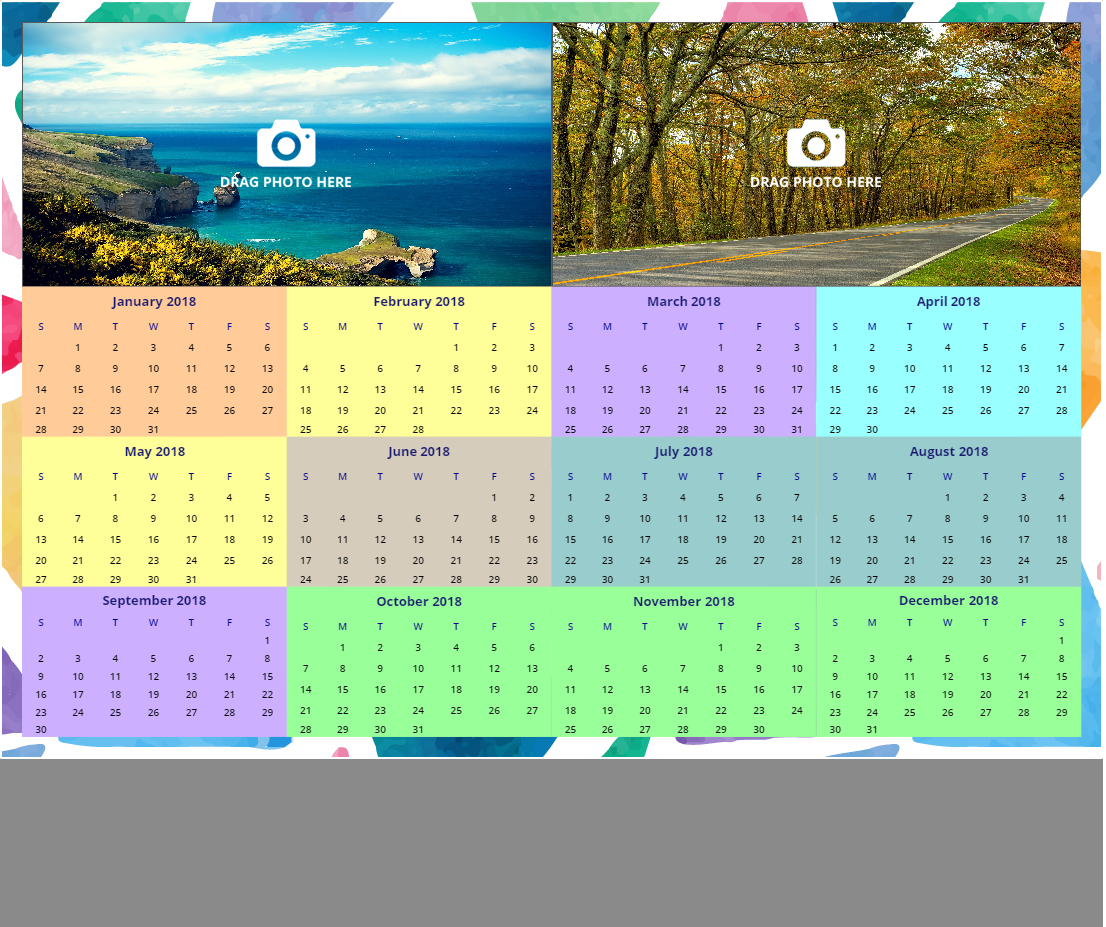 DRAG PHOTO HERE
DRAG PHOTO HERE
January 2018
S M T W T F S
1 2 3 4 5 6
7 8 9 10 11 12 13
14 15 16 17 18 19 20
21 22 23 24 25 26 27
28 29 30 31
February 2018
S M T W T F S
1 2 3
4 5 6 7 8 9 10
11 12 13 14 15 16 17
18 19 20 21 22 23 24
25 26 27 28
March 2018
S M T W T F S
1 2 3
4 5 6 7 8 9 10
11 12 13 14 15 16 17
18 19 20 21 22 23 24
25 26 27 28 29 30 31
April 2018
S M T W T F S
1 2 3 4 5 6 7
8 9 10 11 12 13 14
15 16 17 18 19 20 21
22 23 24 25 26 27 28
29 30
May 2018
S M T W T F S
1 2 3 4 5
6 7 8 9 10 11 12
13 14 15 16 17 18 19
20 21 22 23 24 25 26
27 28 29 30 31
June 2018
S M T W T F S
1 2
3 4 5 6 7 8 9
10 11 12 13 14 15 16
17 18 19 20 21 22 23
24 25 26 27 28 29 30
July 2018
S M T W T F S
1 2 3 4 5 6 7
8 9 10 11 12 13 14
15 16 17 18 19 20 21
22 23 24 25 26 27 28
29 30 31
August 2018
S M T W T F S
1 2 3 4
5 6 7 8 9 10 11
12 13 14 15 16 17 18
19 20 21 22 23 24 25
26 27 28 29 30 31
September 2018
S M T W T F S
1
2 3 4 5 6 7 8
9 10 11 12 13 14 15
16 17 18 19 20 21 22
23 24 25 26 27 28 29
30
October 2018
S M T W T F S
1 2 3 4 5 6
7 8 9 10 11 12 13
14 15 16 17 18 19 20
21 22 23 24 25 26 27
28 29 30 31
November 2018
S M T W T F S
1 2 3
4 5 6 7 8 9 10
11 12 13 14 15 16 17
18 19 20 21 22 23 24
25 26 27 28 29 30
December 2018
S M T W T F S
1
2 3 4 5 6 7 8
9 10 11 12 13 14 15
16 17 18 19 20 21 22
23 24 25 26 27 28 29
30 31